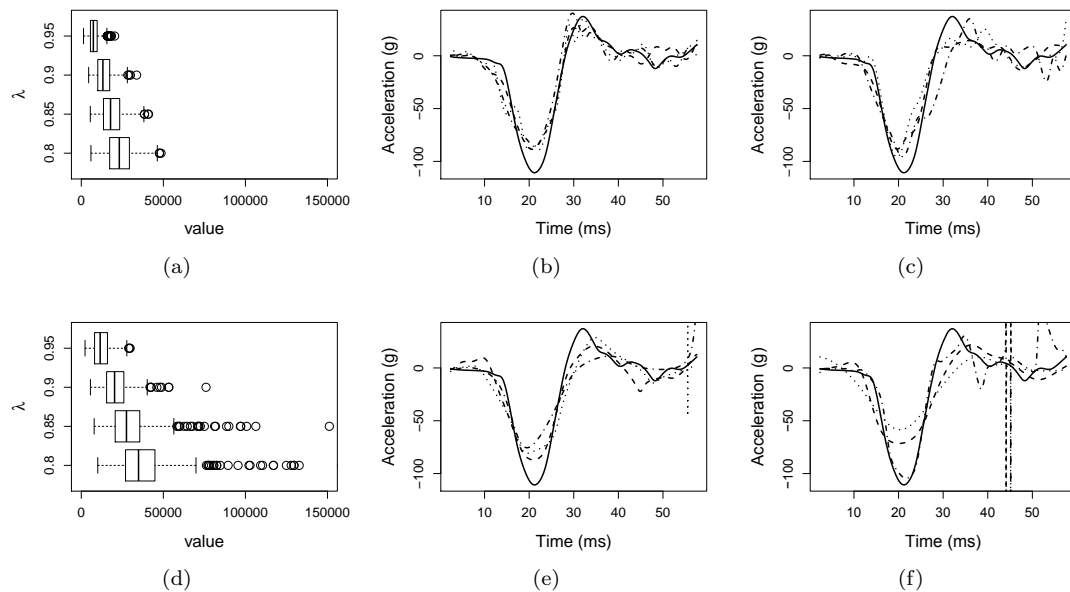 0.95
0.9
0.85
0.8
λ
0 50000 100000 150000
value
(a)
0
−50
−100
Acceleration (g)
10 20 30 40 50
Time (ms)
(b)
0
−50
−100
Acceleration (g)
10 20 30 40 50
Time (ms)
(c)
0.95
0.9
0.85
0.8
λ
0 50000 100000 150000
value
(d)
0
−50
−100
Acceleration (g)
10 20 30 40 50
Time (ms)
(e)
0
−50
−100
Acceleration (g)
10 20 30 40 50
Time (ms)
(f)